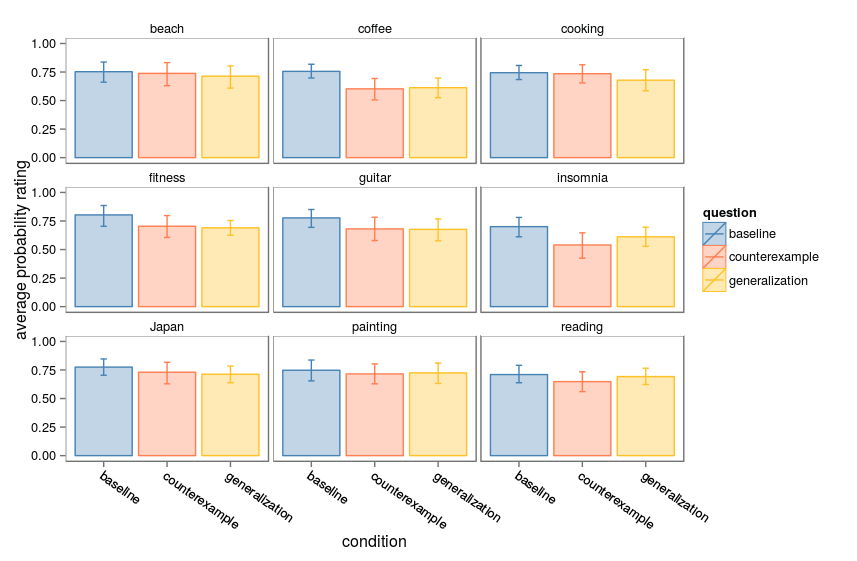 beach coffee cooking
1.00
0.75
0.50
0.25
0.00
fitness guitar insomnia
1.00
0.75
0.50
0.25
0.00
Japan painting reading
1.00
0.75
0.50
0.25
0.00
average probability rating
baseline counterexample generalization baseline counterexample generalization baseline counterexample generalization
condition
question
baseline
counterexample
generalization